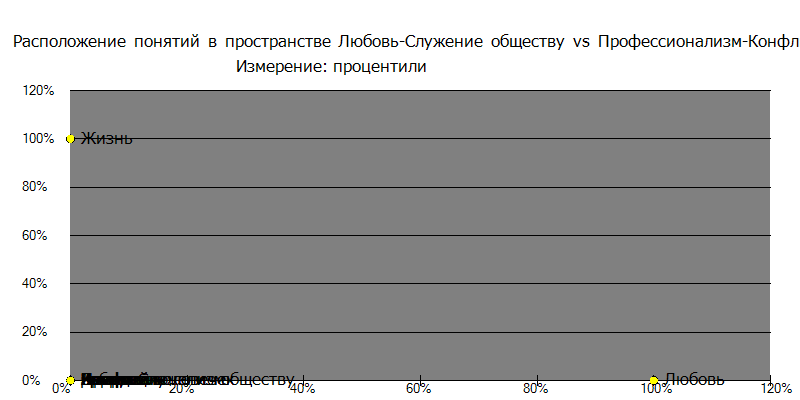 Расположение понятий в пространстве Любовь-Служение обществу vs Профессионализм-Конфл
Измерение: процентили
120%
100%
Жизнь
80%
60%
40%
20%
0%
обществу
Любовь
0%
20%
40%
60%
80%
100%
120%